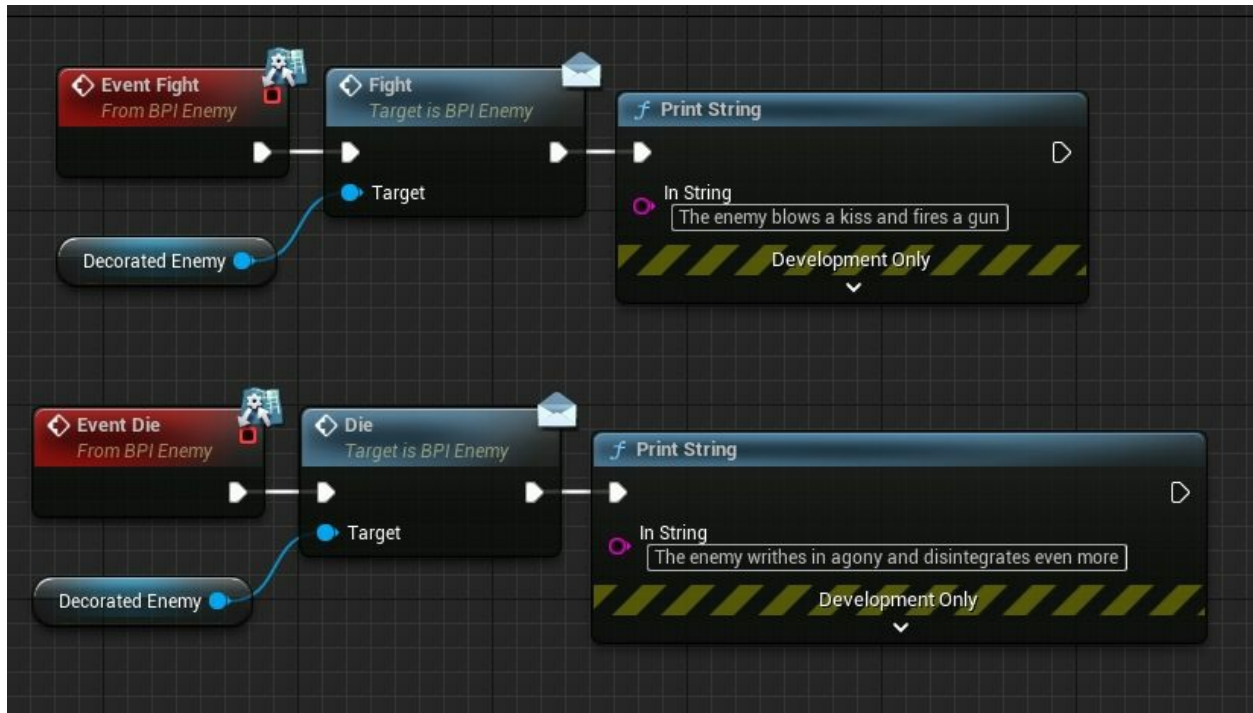 Event Fight
From BPI Enemy
Fight
Target is BPI Enemy
Target
Decorated Enemy
Print String
In String
The enemy blows a kiss and fires a gun
Development Only
Event Die
From BPI Enemy
Die
Target is BPI Enemy
Target
Decorated Enemy
Print String
In String
The enemy writhes in agony and disintegrates even more
Development Only